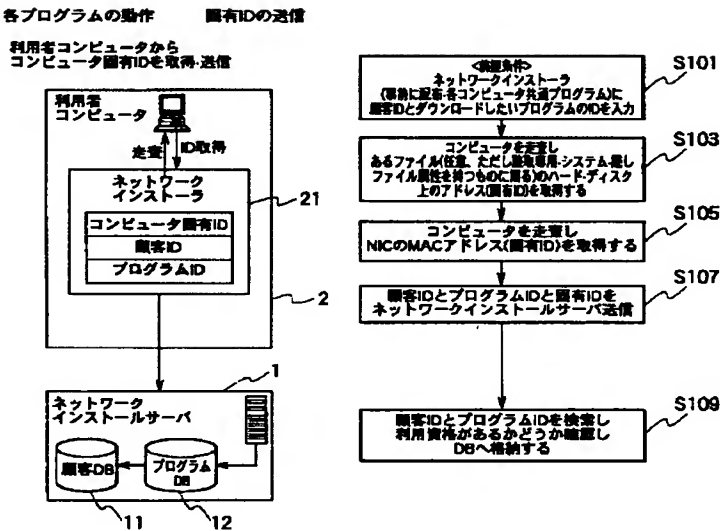 各プログラムの動作　　固有IDの送信
利用者コンピュータから
コンピュータ固有IDを取得·送信
利用者
コンピュータ
走査
ID取得
ネットワーク
インストーラ
コンピュータ固有ID
顧客ID
プログラムID
21
2
1
ネットワーク
インストールサーバ
顧客DB
プログラム
DB
11
12
<前提条件>
ネットワークインストーラ
(事前に配布·各コンピュータ共通プログラム)に
顧客IDとダウンロードしたいプログラムのIDを入力
S101
コンピュータを走査し
あるファイル(任意、ただし読取専用·システム·隠し
ファイル属性を持つものに限る)のハード·ディスク
上のアドレス(固有ID)を取得する
S103
コンピュータを走査し
NICのMACアドレス(固有ID)を取得する
S105
顧客IDとプログラムIDと固有IDを
ネットワークインストールサーバ送信
S107
顧客IDとプログラムIDを検索し
利用資格があるかどうか確認し
DBへ格納する
S109